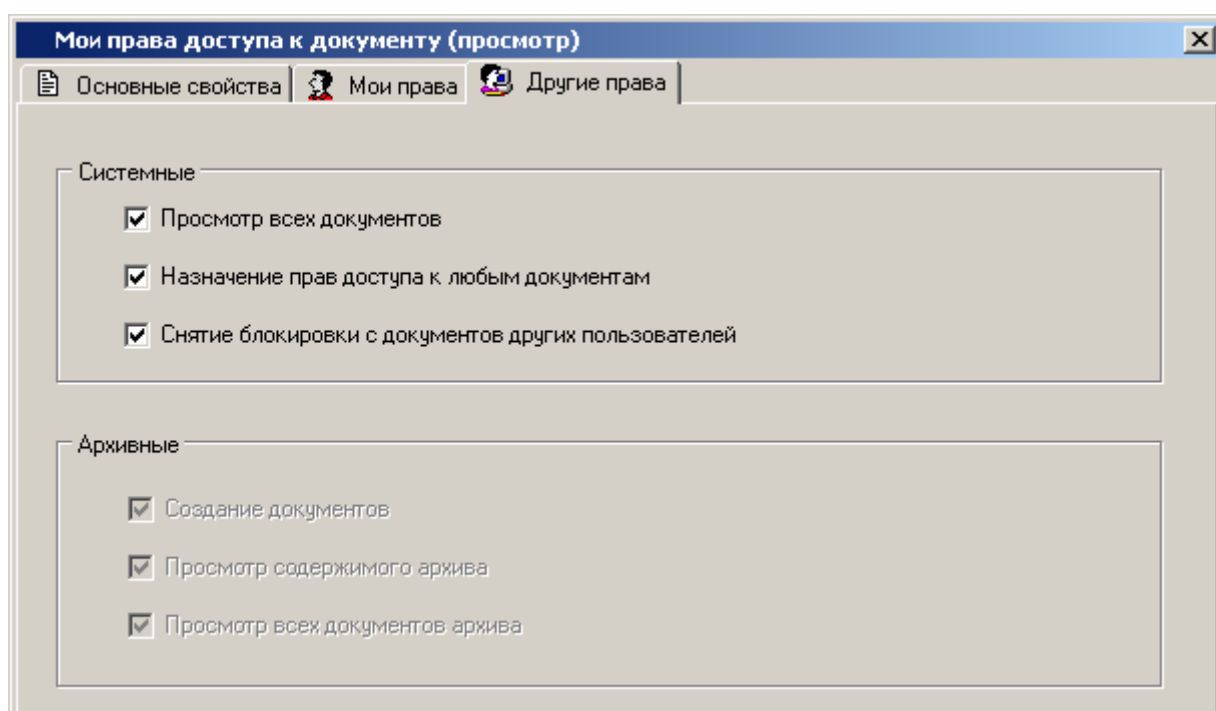 Мои права доступа к документу (просмотр)
Основные свойства Мои права Другие права
Системные
Просмотр всех документов
Назначение прав доступа к любым документам
Снятие блокировки с документов других пользователей
Архивные
Создание документов
Просмотр содержимого архива
Просмотр всех документов архива